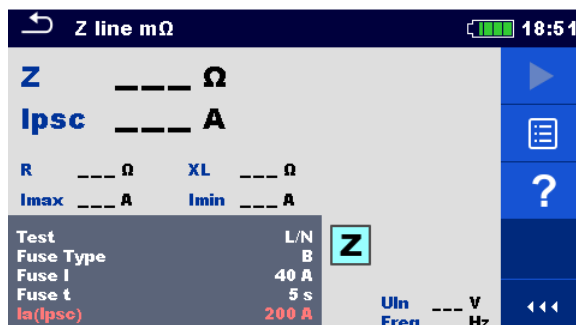 Z line mΩ 18:51
Z ___ Ω
Ipsc ___ A
R ___ Ω XL ___ Ω
Imax ___ A Imin ___ A
?
Test L/N
Fuse Type B
Z
Fuse I 40 A
Fuse t 5 s
Uln ___ V
Ia(Ipsc) 200 A
Freq ___ Hz